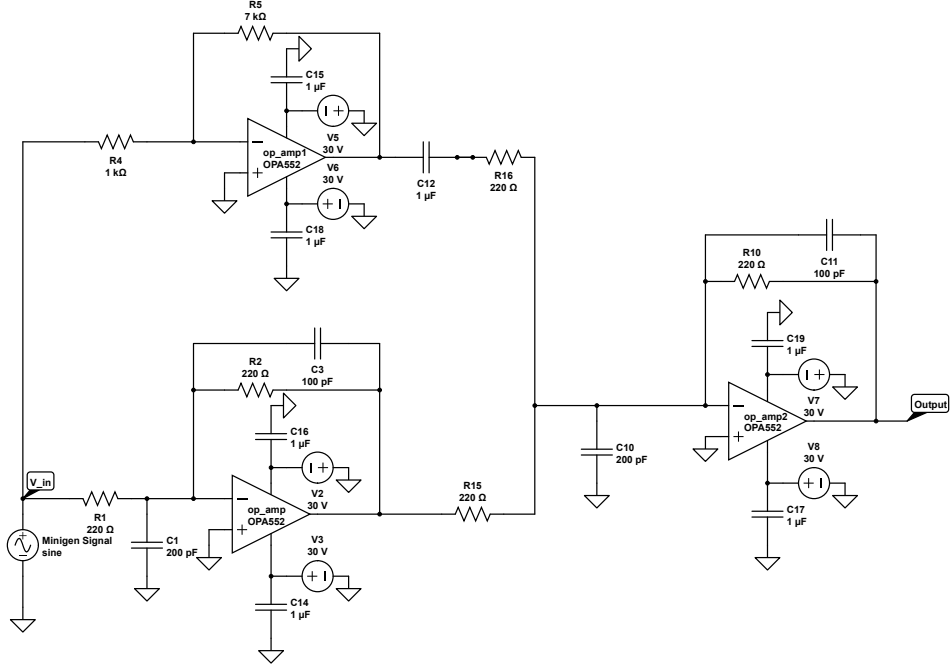 R5
7 kΩ
C15
1 µF
V5
30 V
op_amp1
OPA552
V6
30 V
R4
1 kΩ
C12
1 µF
R16
220 Ω
C18
1 µF
C11
100 pF
R10
220 Ω
C19
1 µF
V7
30 V
op_amp2
OPA552
V8
30 V
Output
C10
200 pF
C17
1 µF
C3
100 pF
R2
220 Ω
C16
1 µF
V2
30 V
op_amp
OPA552
V3
30 V
V_in
R1
220 Ω
C1
200 pF
R15
220 Ω
Minigen Signal
sine
C14
1 µF